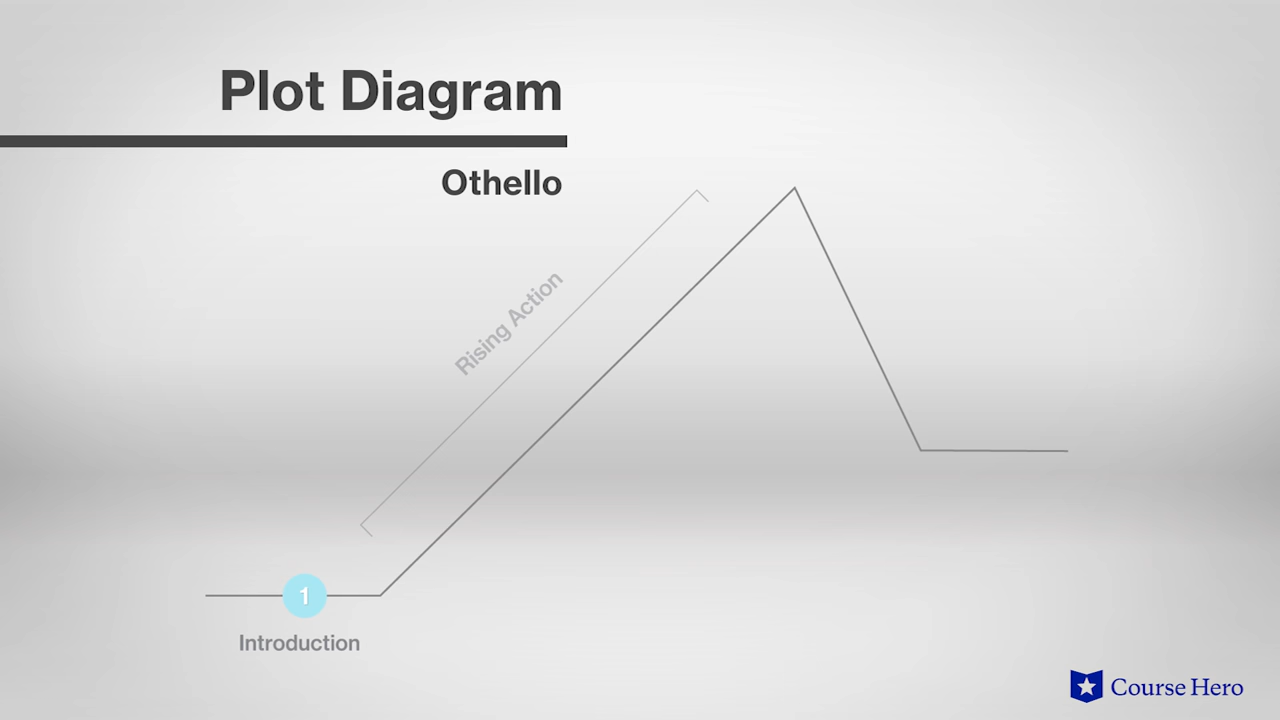 Plot Diagram
Othello
Rising Action
1
Introduction
Course Hero